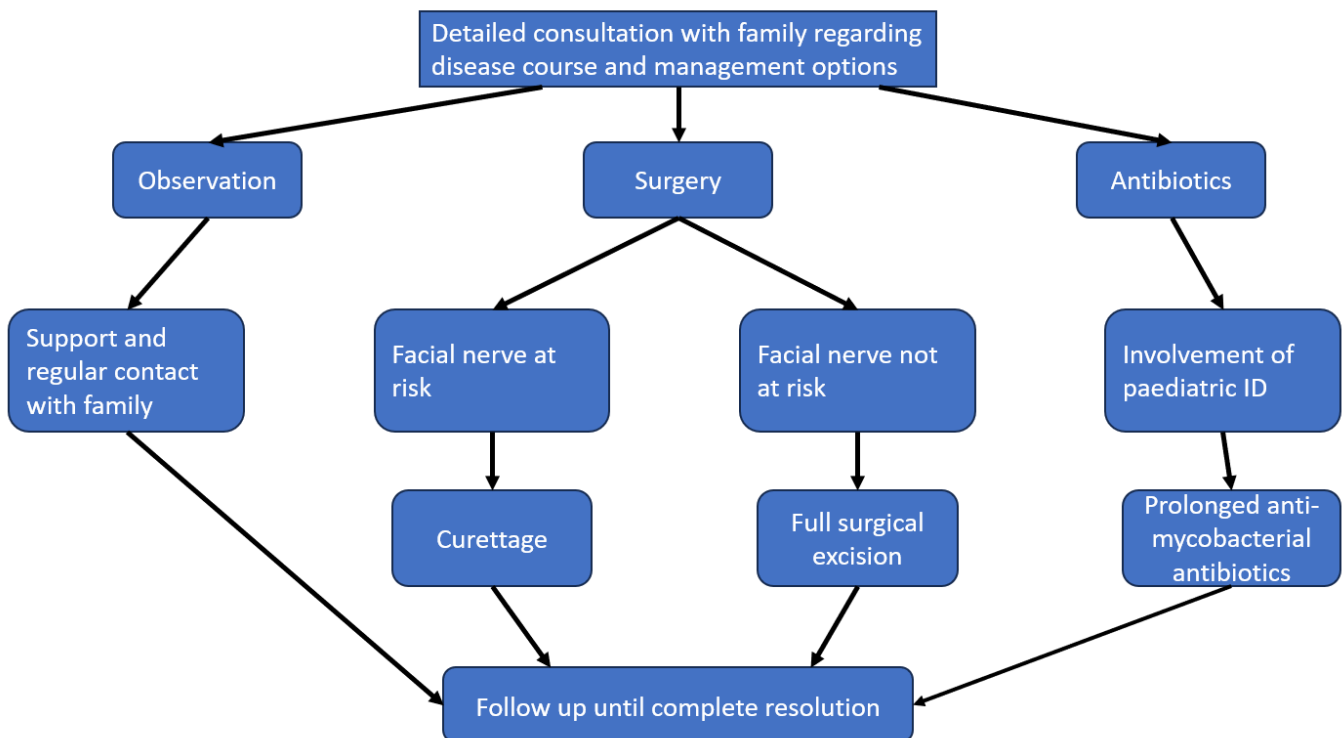 Detailed consultation with family regarding
disease course and management options
Observation
Surgery
Antibiotics
Support and
regular contact
with family
Facial nerve at
risk
Facial nerve not
at risk
Involvement of
paediatric ID
Curettage
Full surgical
excision
Prolonged anti-
mycobacterial
antibiotics
Follow up until complete resolution